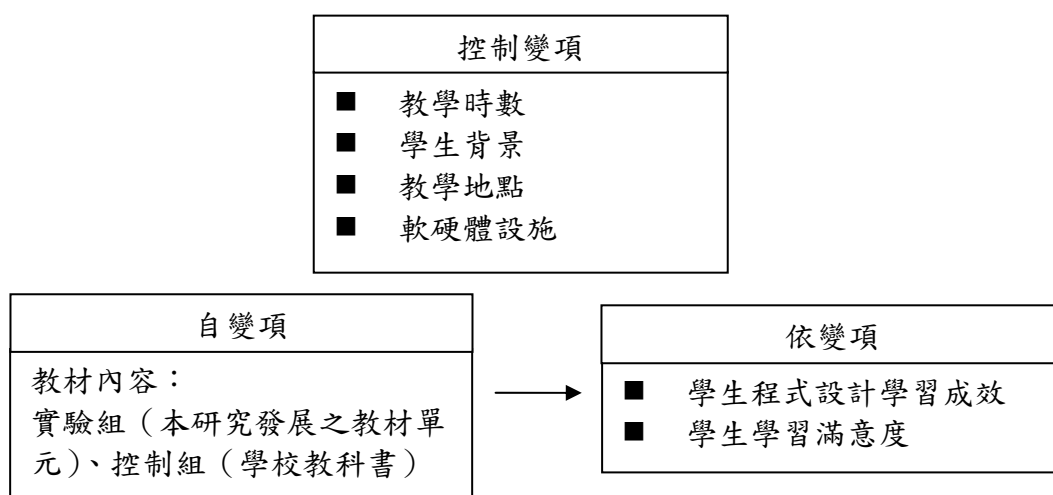 控制變項
■ 教學時數
■ 學生背景
■ 教學地點
■ 軟硬體設施
自變項
教材內容：
實驗組（本研究發展之教材單
元）、控制組（學校教科書）
依變項
■ 學生程式設計學習成效
■ 學生學習滿意度